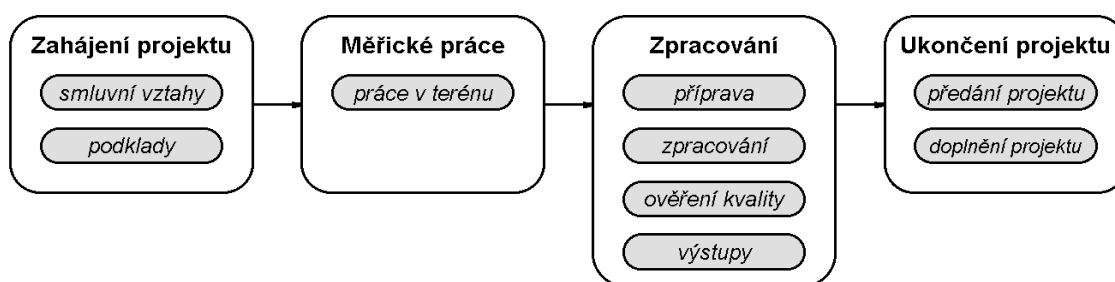 Zahájení projektu
smluvní vztahy
podklady
Měřické práce
práce v terénu
Zpracování
příprava
zpracování
ověření kvality
výstupy
Ukončení projektu
předání projektu
doplnění projektu